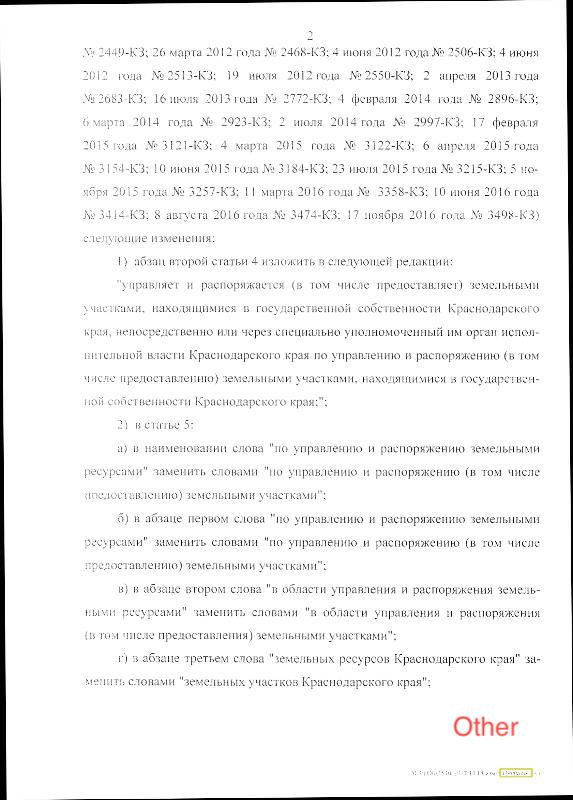 2
№ 2449-КЗ; 26 марта 2012 года № 2468-КЗ; 4 июня 2012 года № 2506-КЗ; 4 июня
2012 года № 2513-КЗ; 19 июля 2012 года № 2550-КЗ; 2 апреля 2013 года
№ 2683-КЗ; 16 июля 2013 года № 2772-КЗ; 4 февраля 2014 года № 2896-КЗ;
6 марта 2014 года № 2923-КЗ; 2 июля 2014 года № 2997-КЗ; 17 февраля
2015 года № 3121-КЗ; 4 марта 2015 года № 3122-КЗ; 6 апреля 2015 года
№ 3154-КЗ; 10 июня 2015 года № 3184-КЗ; 23 июля 2015 года № 3215-КЗ; 5 но-
ября 2015 года № 3257-КЗ; 11 марта 2016 года № 3358-КЗ; 10 июня 2016 года
№ 3414-КЗ; 8 августа 2016 года № 3474-КЗ; 17 ноября 2016 года № 3498-КЗ)
следующие изменения:
1) абзац второй статьи 4 изложить в следующей редакции:
"управляет и распоряжается (в том числе предоставляет) земельными
участками, находящимися в государственной собственности Краснодарского
края, непосредственно или через специально уполномоченный им орган испол-
нительной власти Краснодарского края по управлению и распоряжению (в том
числе предоставлению) земельными участками, находящимися в государствен-
ной собственности Краснодарского края;";
2) в статье 5:
а) в наименовании слова "по управлению и распоряжению земельными
ресурсами" заменить словами "по управлению и распоряжению (в том числе
предоставлению) земельными участками";
б) в абзаце первом слова "по управлению и распоряжению земельными
ресурсами" заменить словами "по управлению и распоряжению (в том числе
предоставлению) земельными участками";
в) в абзаце втором слова "в области управления и распоряжения земель-
ными ресурсами" заменить словами "в области управления и распоряжения
(в том числе предоставления) земельными участками";
г) в абзаце третьем слова "земельных ресурсов Краснодарского края" за-
менить словами "земельных участков Краснодарского края";
Other